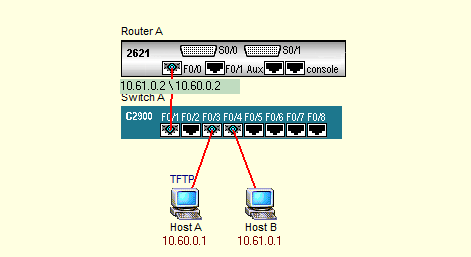 Router A
2621 S0/0 S0/1
F0/0 F0/1 Aux console
10.61.0.2 \ 10.60.0.2
Switch A
C2900 F0/1 F0/2 F0/3 F0/4 F0/5 F0/6 F0/7 F0/8
TFTP
Host A Host B
10.60.0.1 10.61.0.1